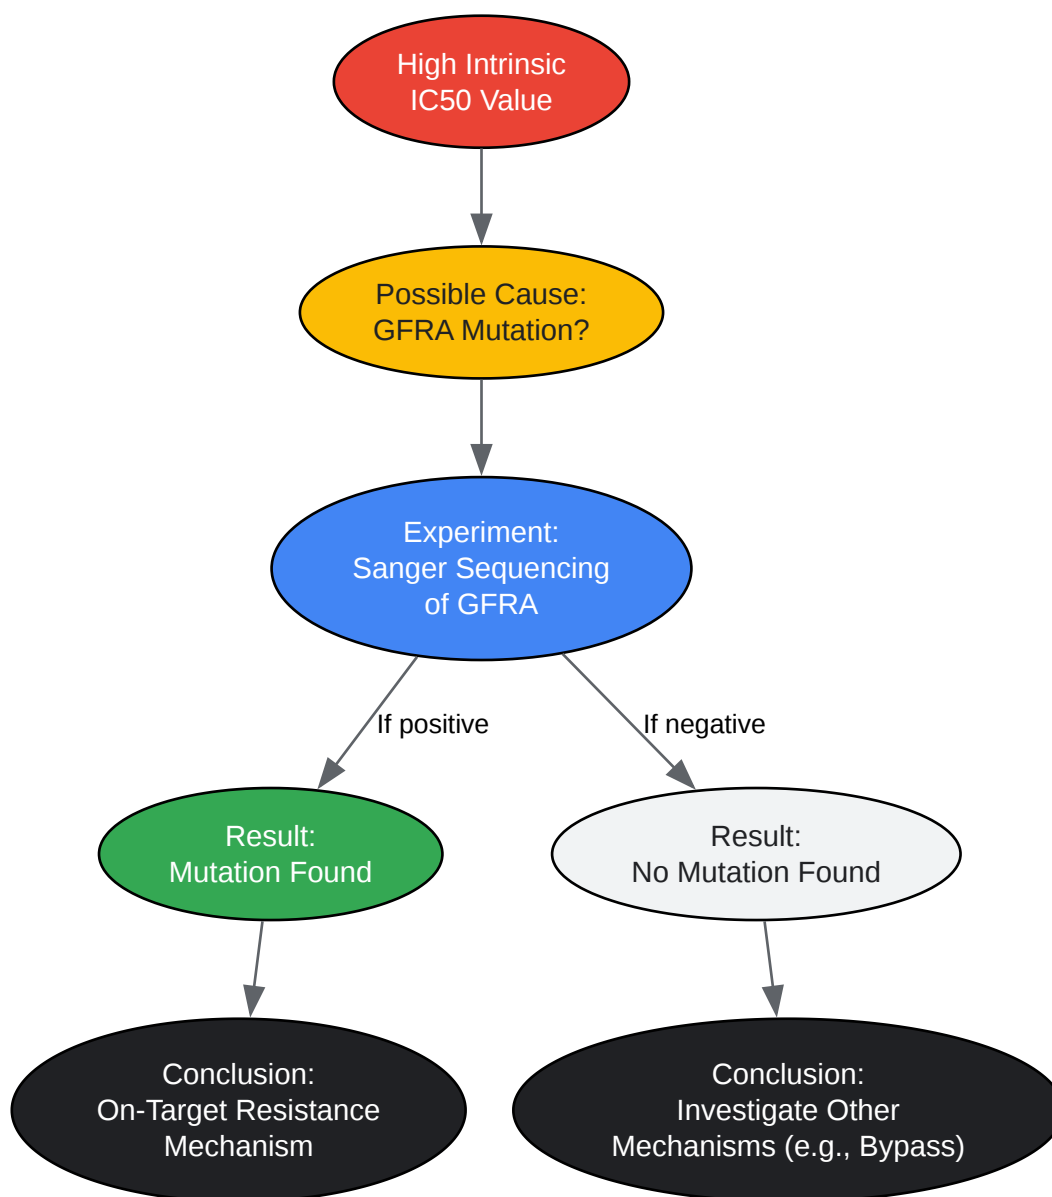 High Intrinsic
IC50 Value
Possible Cause:
GFRA Mutation?
Experiment:
Sanger Sequencing
of GFRA
If positive
If negative
Result:
Mutation Found
Result:
No Mutation Found
Conclusion:
On-Target Resistance
Mechanism
Conclusion:
Investigate Other
Mechanisms (e.g., Bypass)